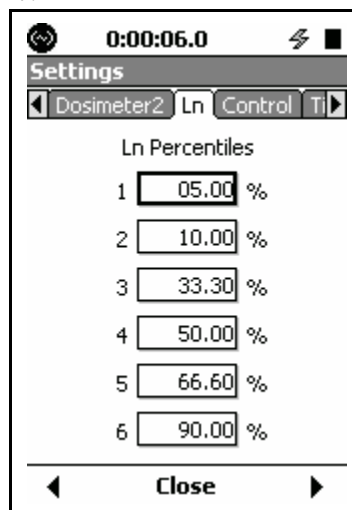 0:00:06.0
Settings
Dosimeter2 Ln Control Ti
Ln Percentiles
1 05.00 %
2 10.00 %
3 33.30 %
4 50.00 %
5 66.60 %
6 90.00 %
Close